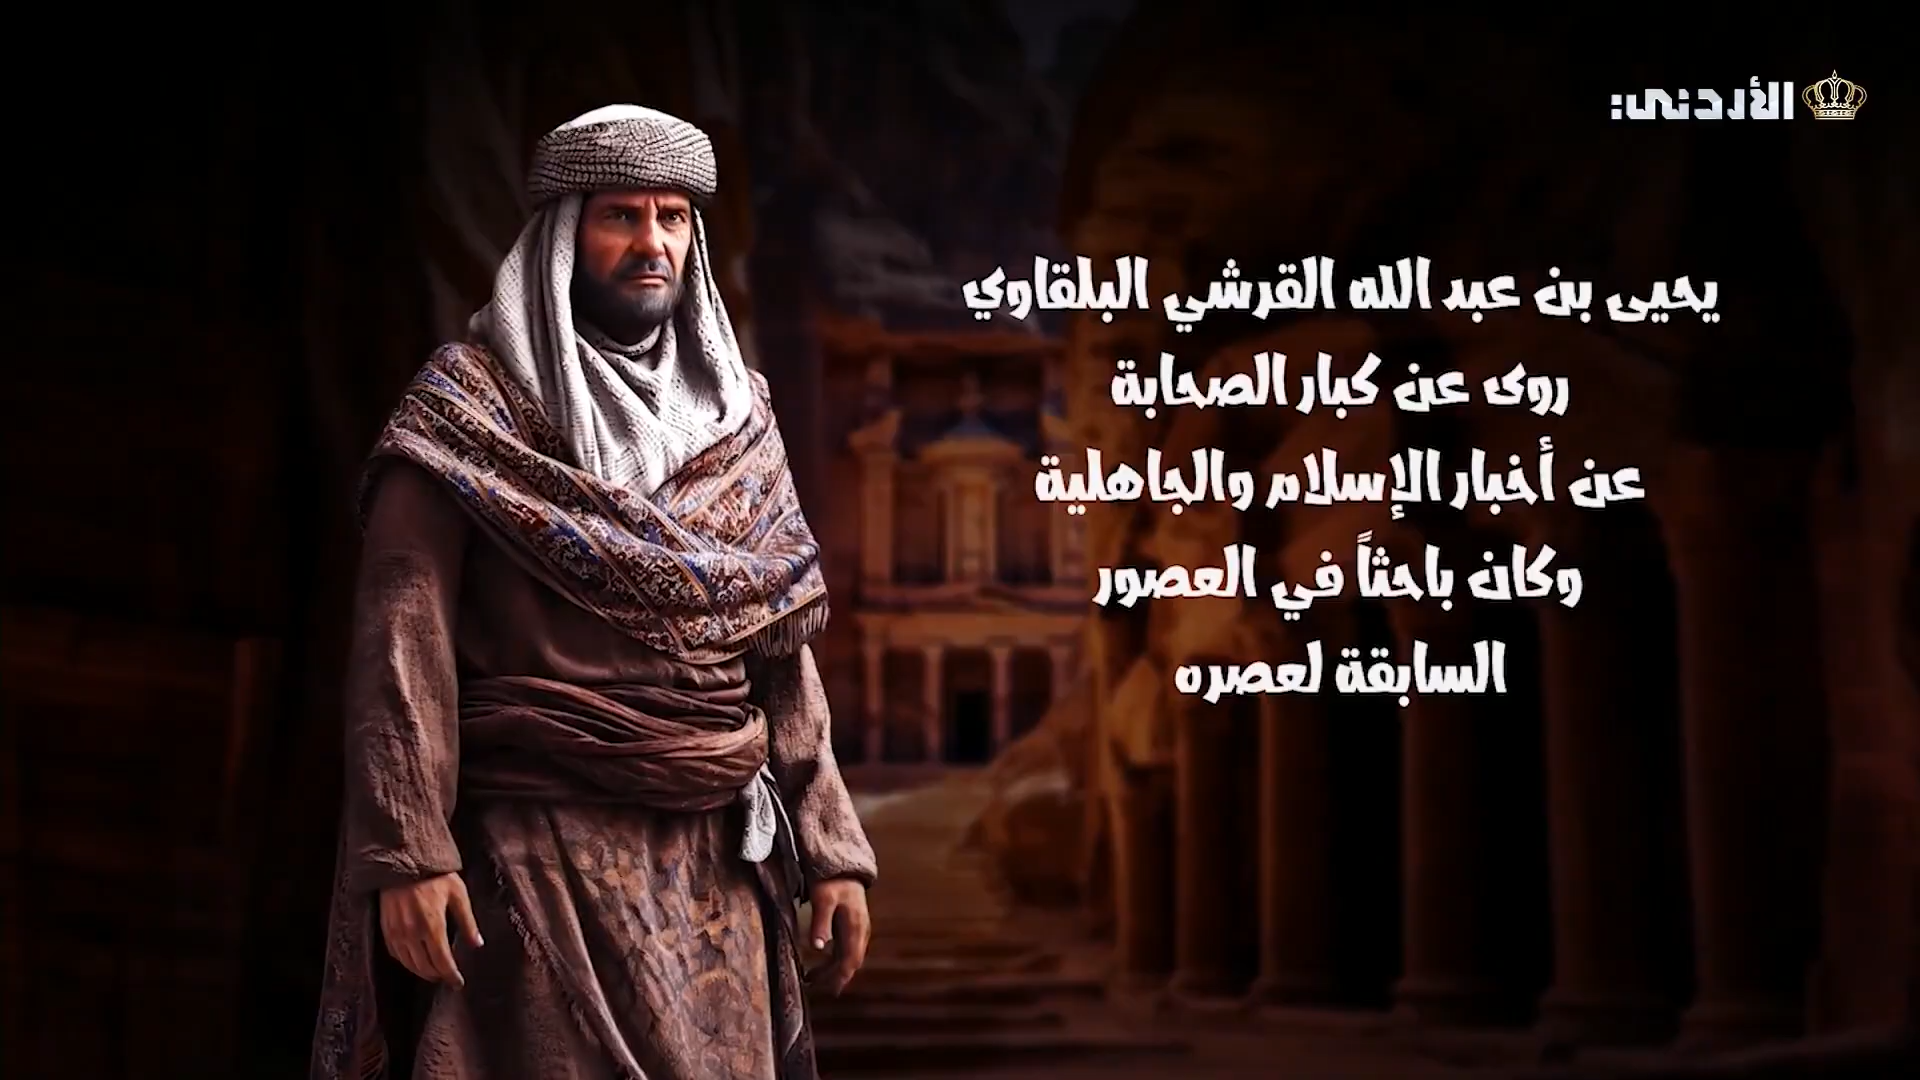 الأردني:
يحيى بن عبد الله القرشي البلقاوي
روى عن كبار الصحابة
عن أخبار الإسلام والجاهلية
وكان باحثاً في العصور
السابقة لعصره